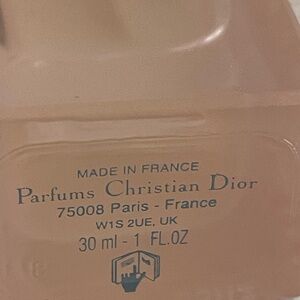 MADE IN FRANCE
Parfums Christian Dior
75008 Paris - France
W1S 2UE, UK
30 ml - 1 FL.OZ